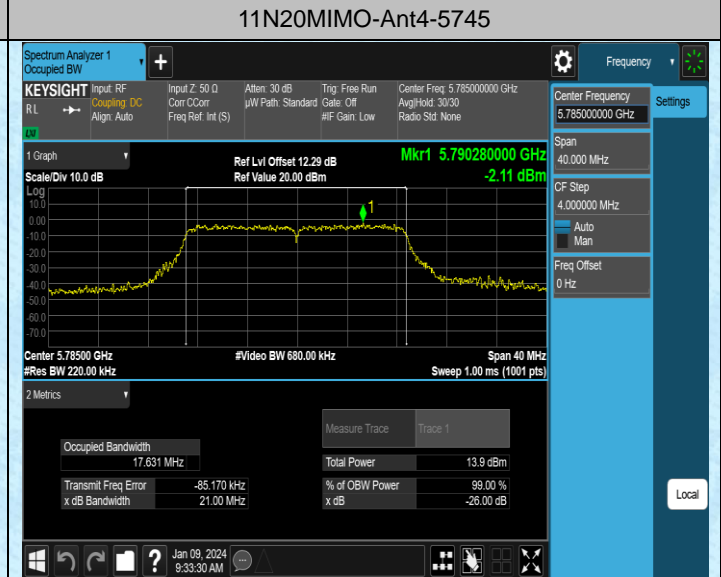 11N20MIMO-Ant4-5745
Spectrum Analyzer 1
Occupied BW
+
Frequency
KEYSIGHT
RL
Input: RF
Coupling: DC
Align: Auto
Input Z: 50 Ω
Corr CCorr
Freq Ref: Int (S)
Atten: 30 dB
µW Path: Standard
Trig: Free Run
Gate: Off
#IF Gain: Low
Center Freq: 5.785000000 GHz
Avg|Hold: 30/30
Radio Std: None
Center Frequency
5.785000000 GHz
Settings
Span
40.000 MHz
CF Step
4.000000 MHz
Auto
Man
Freq Offset
0 Hz
1 Graph
Scale/Div 10.0 dB
Ref Lvl Offset 12.29 dB
Ref Value 20.00 dBm
Mkr1 5.790280000 GHz
-2.11 dBm
Log
10.0
0.00
-10.0
-20.0
-30.0
-40.0
-50.0
-60.0
-70.0
1
Center 5.78500 GHz
#Res BW 220.00 kHz
#Video BW 680.00 kHz
Span 40 MHz
Sweep 1.00 ms (1001 pts)
2 Metrics
Measure Trace
Trace 1
Occupied Bandwidth
17.631 MHz
Total Power
13.9 dBm
Transmit Freq Error
-85.170 kHz
% of OBW Power
99.00 %
x dB Bandwidth
21.00 MHz
x dB
-26.00 dB
Local
?
Jan 09, 2024
9:33:30 AM